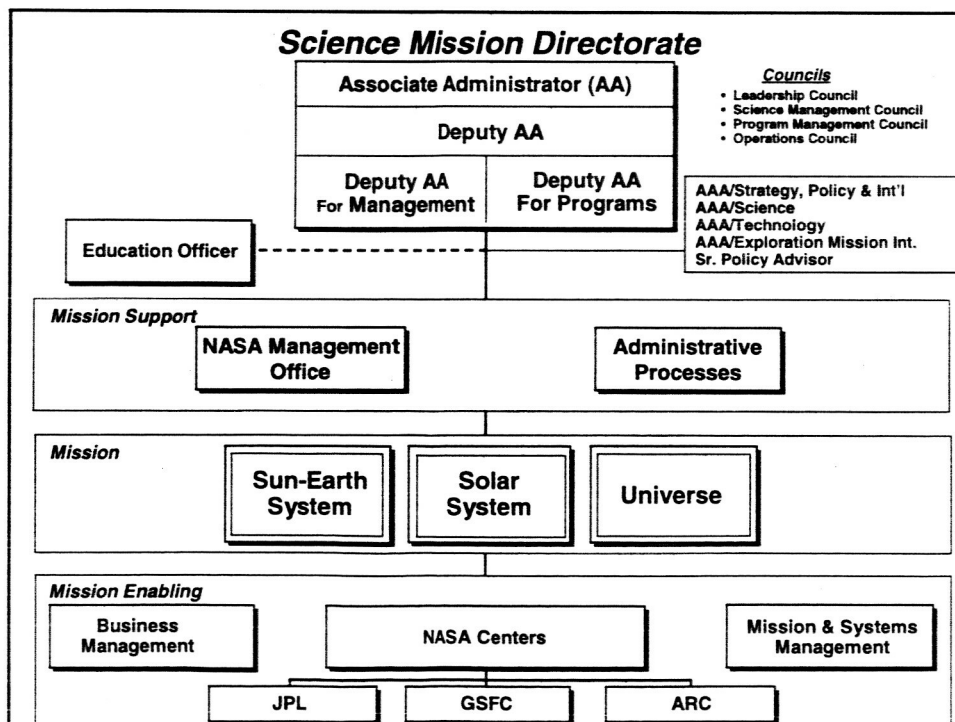 Science Mission Directorate
Associate Administrator (AA)
Deputy AA
Deputy AA
For Management
Deputy AA
For Programs
Councils
• Leadership Council
• Science Management Council
• Program Management Council
• Operations Council
AAA/Strategy, Policy & Int'l
AAA/Science
AAA/Technology
AAA/Exploration Mission Int.
Sr. Policy Advisor
Education Officer
Mission Support
NASA Management
Office
Administrative
Processes
Mission
Sun-Earth
System
Solar
System
Universe
Mission Enabling
Business
Management
NASA Centers
Mission & Systems
Management
JPL
GSFC
ARC